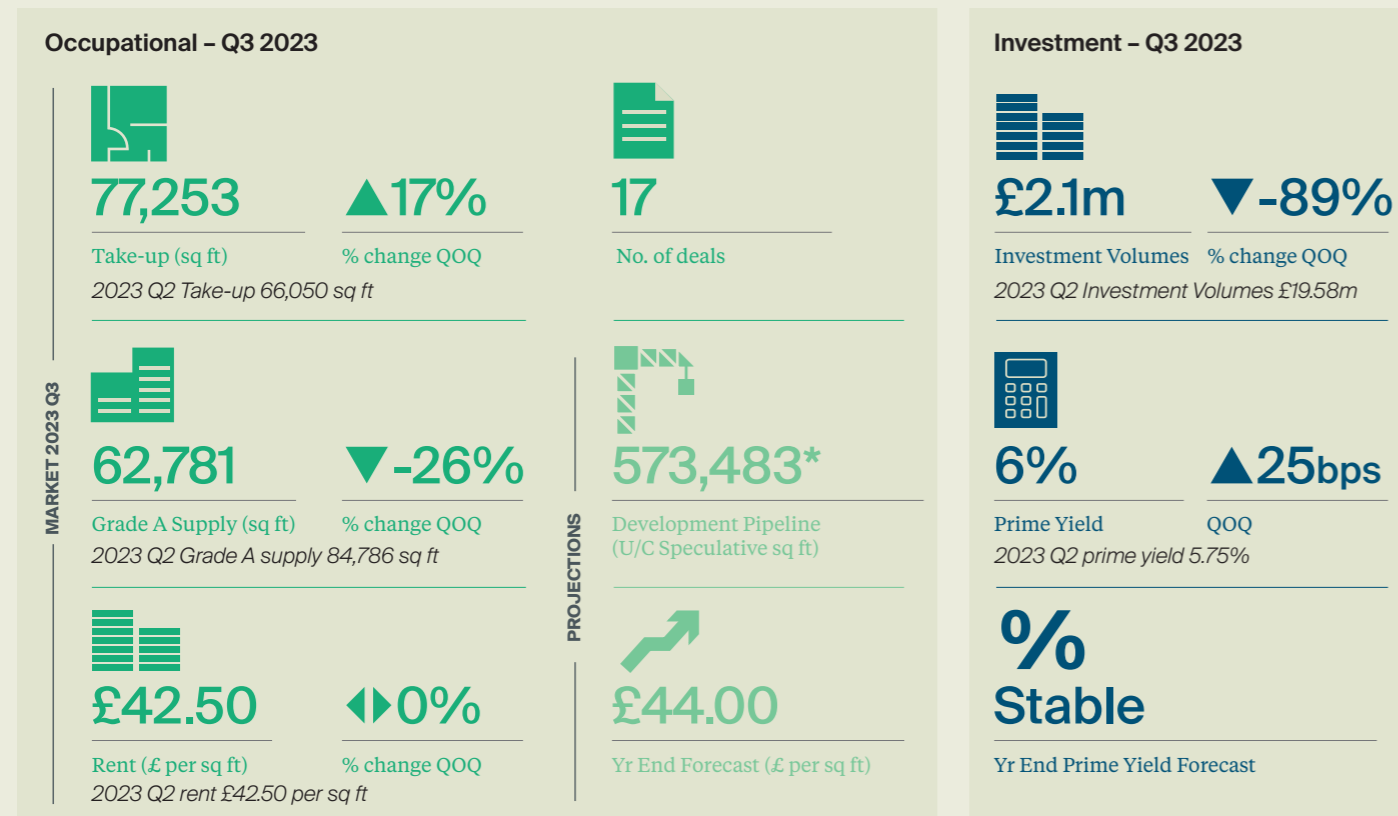 Occupational – Q3 2023
MARKET 2023 Q3
77,253
▲17%
Take-up (sq ft)
% change QOQ
2023 Q2 Take-up 66,050 sq ft
17
No. of deals
62,781
▼-26%
Grade A Supply (sq ft)
% change QOQ
2023 Q2 Grade A supply 84,786 sq ft
£42.50
0%
Rent (£ per sq ft)
% change QOQ
2023 Q2 rent £42.50 per sq ft
PROJECTIONS
573,483*
Development Pipeline
(U/C Speculative sq ft)
£44.00
Yr End Forecast (£ per sq ft)
Investment – Q3 2023
£2.1m
▼-89%
Investment Volumes
% change QOQ
2023 Q2 Investment Volumes £19.58m
6%
▲25bps
Prime Yield
QOQ
2023 Q2 prime yield 5.75%
%
Stable
Yr End Prime Yield Forecast